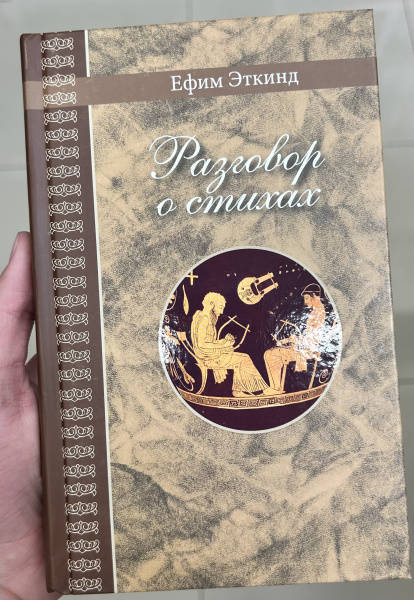 Ефим Эткинд
Разговор
о стихах